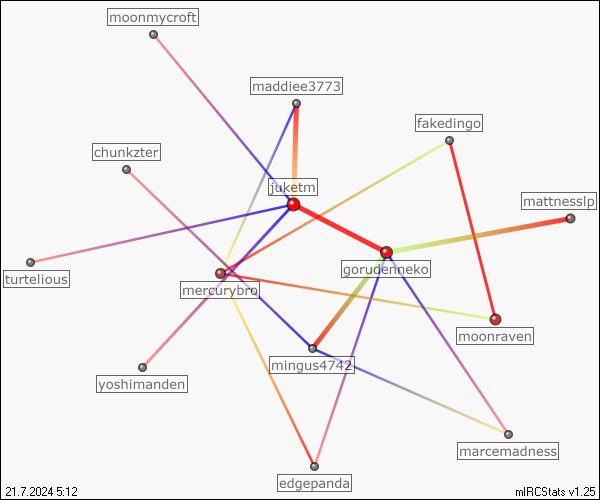 moonmycroft
maddiee3773
fakedingo
chunkzter
juketm
mattnesslp
gorudenneko
turtelious
mercurybro
moonraven
mingus4742
yoshimanden
marcemadness
edgepanda
21.7.2024 5:12
mIRCStats v1.25